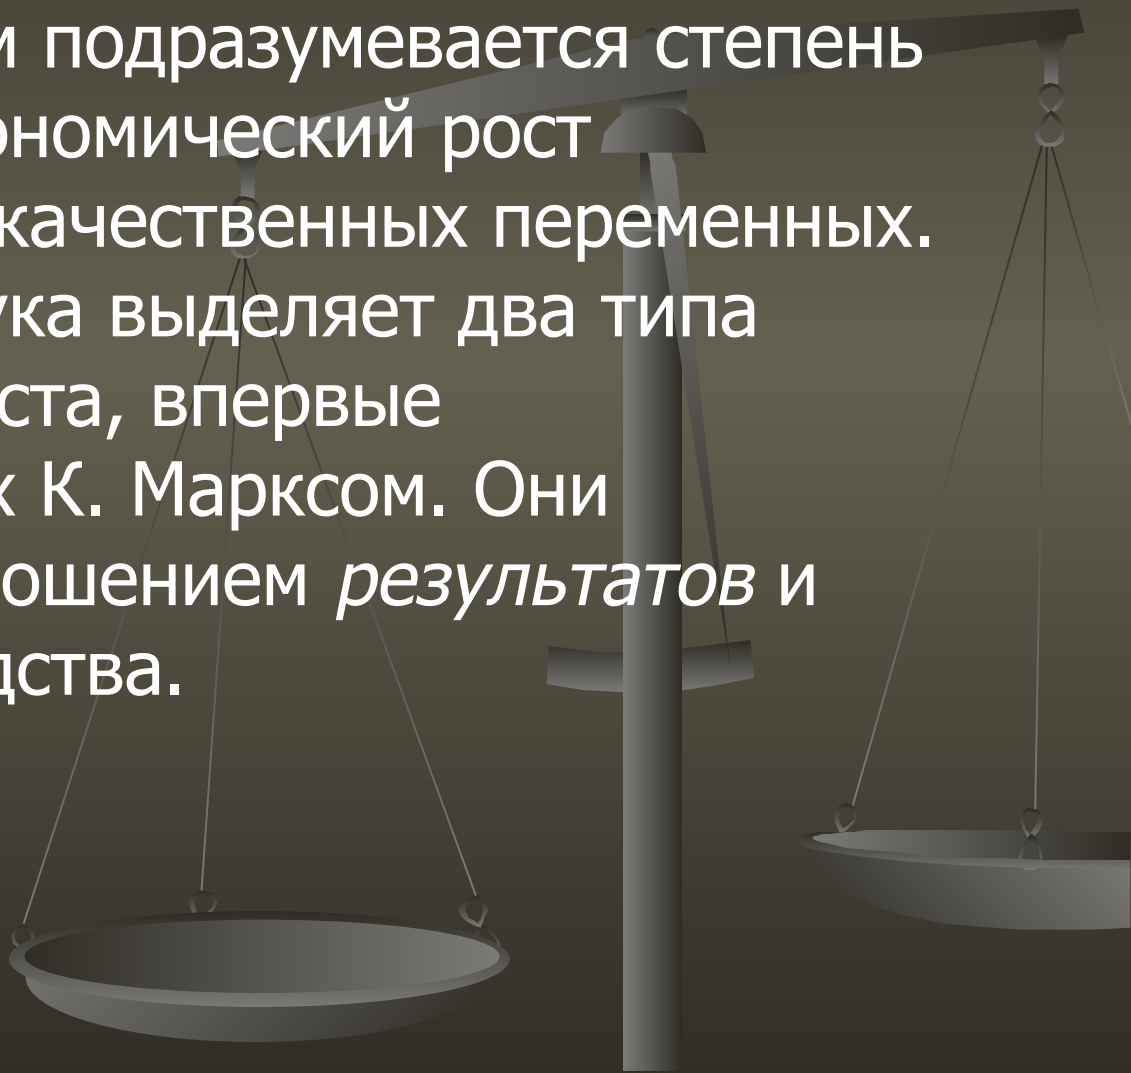 м подразумевается степень
ономический рост
качественных переменных.
ука выделяет два типа
ста, впервые
х К. Марксом. Они
ошением результатов и
дства.